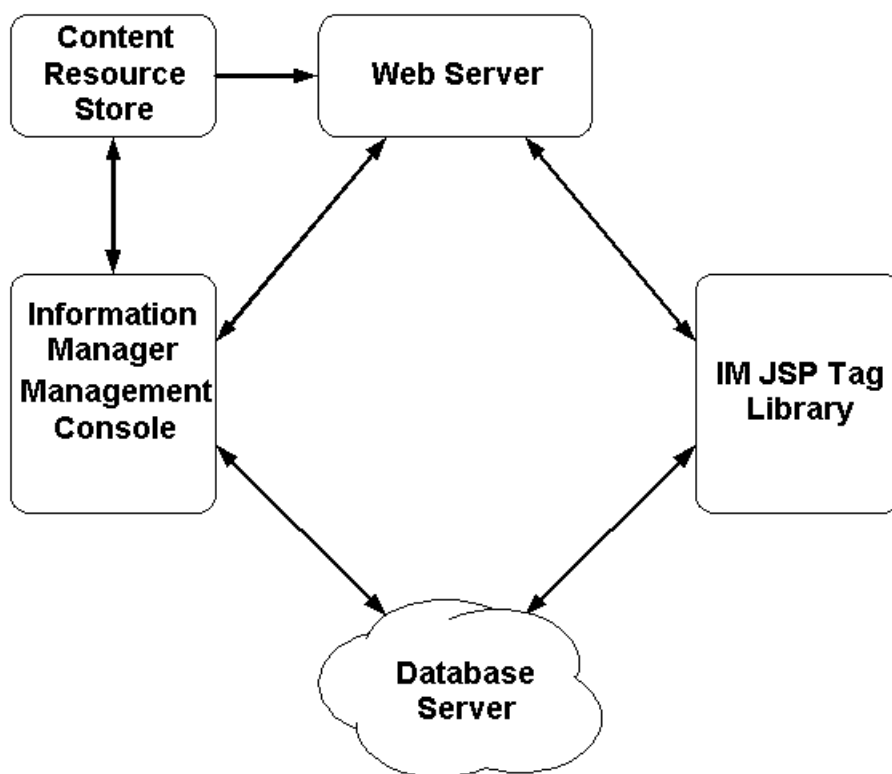 Content
Resource
Store
Web Server
Information
Manager
Management
Console
IM JSP Tag
Library
Database
Server